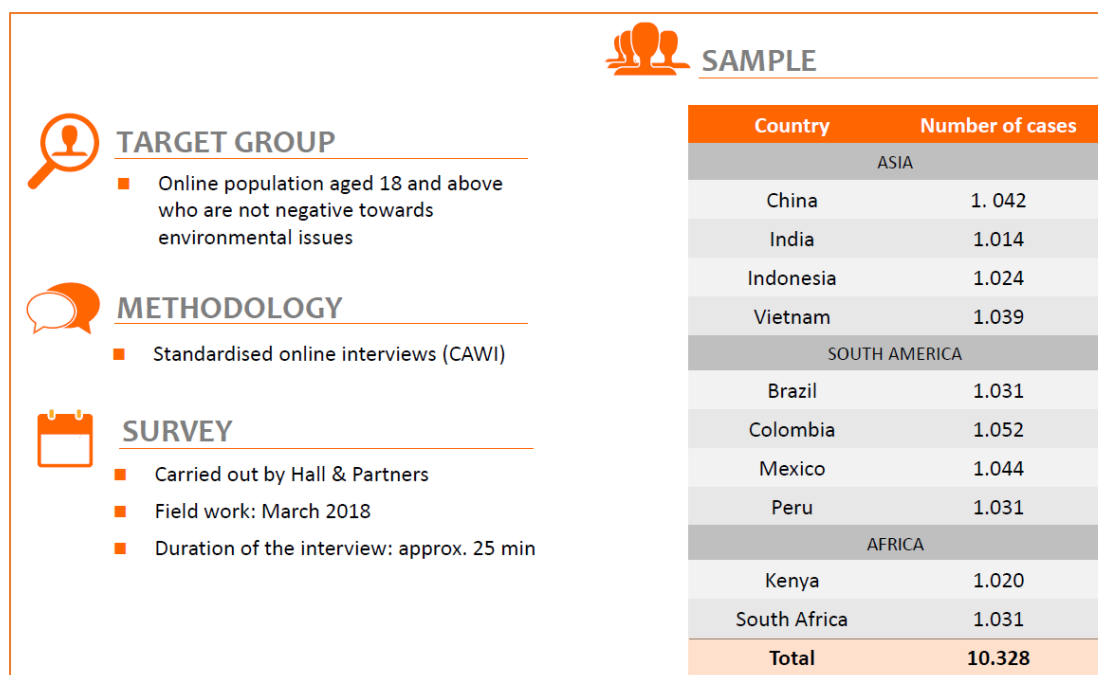 TARGET GROUP
Online population aged 18 and above
who are not negative towards
environmental issues
METHODOLOGY
Standardised online interviews (CAWI)
SURVEY
Carried out by Hall & Partners
Field work: March 2018
Duration of the interview: approx. 25 min
SAMPLE
Country Number of cases
ASIA
China 1. 042
India 1.014
Indonesia 1.024
Vietnam 1.039
SOUTH AMERICA
Brazil 1.031
Colombia 1.052
Mexico 1.044
Peru 1.031
AFRICA
Kenya 1.020
South Africa 1.031
Total 10.328